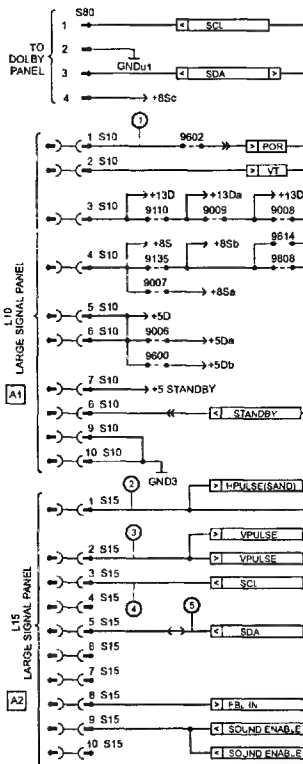 S80
1 SCL
TO DOLBY PANEL
2 GNDu1
3 SDA
4 +8Sc
1
1 S10 9602 POR
2 S10 VT
+13D +13Da +13D
3 S10 9110 9009 9008
+8S +8Sb 9614
4 S10 9135 9808
9007 +8Sa
L10
LARGE SIGNAL PANEL
A1
5 S10 +5D
6 S10 9006 +5Da
9600 +5Db
7 S10 +5 STANDBY
6 S10 STANDBY
9 S10
10 S10 GND3
2 HPULSE(SAND)
1 S15
3 VPULSE
2 S15 VPULSE
3 S15 SCL
4 S15 4
5
5 S15 SDA
L15
LARGE SIGNAL PANEL
A2
6 S15
7 S15
8 S15 FBL IN
9 S15 SOUND ENABLE
10 S15 SOUND ENABLE